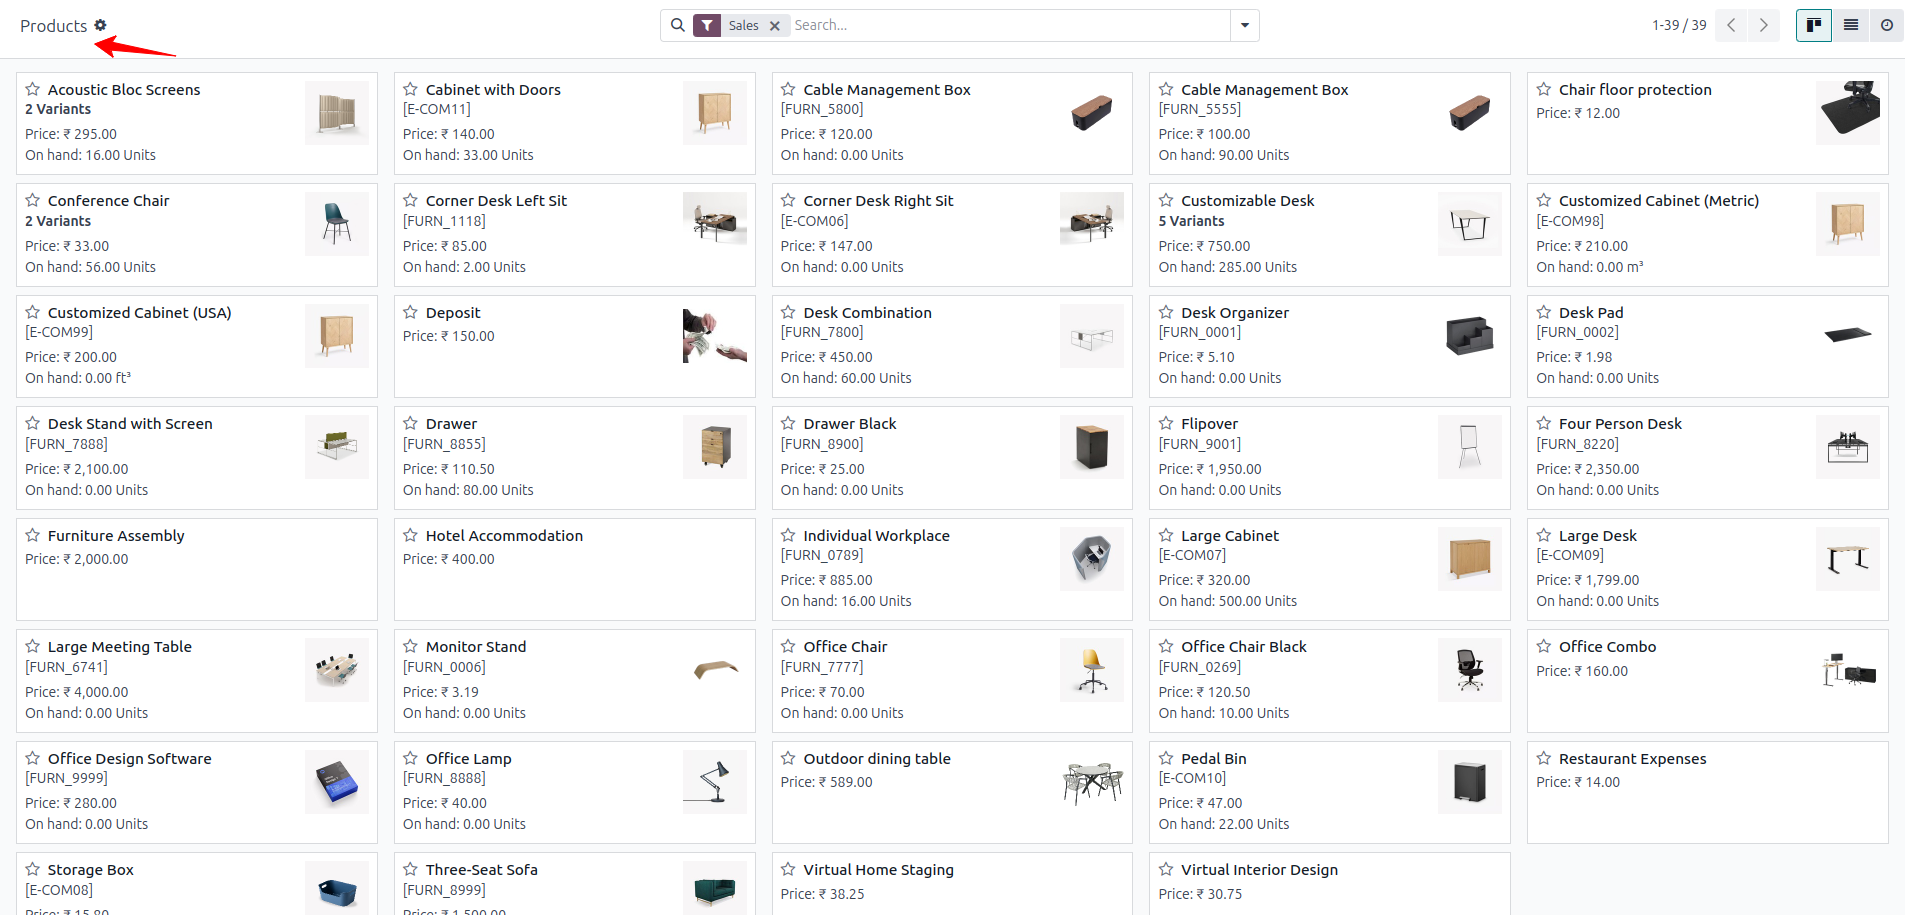 Products
Sales
Search...
1-39 / 39
Acoustic Bloc Screens
2 Variants
Price: ₹ 295.00
On hand: 16.00 Units
Cabinet with Doors
[E-COM11]
Price: ₹ 140.00
On hand: 33.00 Units
Cable Management Box
[FURN_5800]
Price: ₹ 120.00
On hand: 0.00 Units
Cable Management Box
[FURN_5555]
Price: ₹ 100.00
On hand: 90.00 Units
Chair floor protection
Price: ₹ 12.00
Conference Chair
2 Variants
Price: ₹ 33.00
On hand: 56.00 Units
Corner Desk Left Sit
[FURN_1118]
Price: ₹ 85.00
On hand: 2.00 Units
Corner Desk Right Sit
[E-COM06]
Price: ₹ 147.00
On hand: 0.00 Units
Customizable Desk
5 Variants
Price: ₹ 750.00
On hand: 285.00 Units
Customized Cabinet (Metric)
[E-COM98]
Price: ₹ 210.00
On hand: 0.00 m³
Customized Cabinet (USA)
[E-COM99]
Price: ₹ 200.00
On hand: 0.00 ft³
Deposit
Price: ₹ 150.00
Desk Combination
[FURN_7800]
Price: ₹ 450.00
On hand: 60.00 Units
Desk Organizer
[FURN_0001]
Price: ₹ 5.10
On hand: 0.00 Units
Desk Pad
[FURN_0002]
Price: ₹ 1.98
On hand: 0.00 Units
Desk Stand with Screen
[FURN_7888]
Price: ₹ 2,100.00
On hand: 0.00 Units
Drawer
[FURN_8855]
Price: ₹ 110.50
On hand: 80.00 Units
Drawer Black
[FURN_8900]
Price: ₹ 25.00
On hand: 0.00 Units
Flipover
[FURN_9001]
Price: ₹ 1,950.00
On hand: 0.00 Units
Four Person Desk
[FURN_8220]
Price: ₹ 2,350.00
On hand: 0.00 Units
Furniture Assembly
Price: ₹ 2,000.00
Hotel Accommodation
Price: ₹ 400.00
Individual Workplace
[FURN_0789]
Price: ₹ 885.00
On hand: 16.00 Units
Large Cabinet
[E-COM07]
Price: ₹ 320.00
On hand: 500.00 Units
Large Desk
[E-COM09]
Price: ₹ 1,799.00
On hand: 0.00 Units
Large Meeting Table
[FURN_6741]
Price: ₹ 4,000.00
On hand: 0.00 Units
Monitor Stand
[FURN_0006]
Price: ₹ 3.19
On hand: 0.00 Units
Office Chair
[FURN_7777]
Price: ₹ 70.00
On hand: 0.00 Units
Office Chair Black
[FURN_0269]
Price: ₹ 120.50
On hand: 10.00 Units
Office Combo
Price: ₹ 160.00
Office Design Software
[FURN_9999]
Price: ₹ 280.00
On hand: 0.00 Units
Office Lamp
[FURN_8888]
Price: ₹ 40.00
On hand: 0.00 Units
Outdoor dining table
Price: ₹ 589.00
Pedal Bin
[E-COM10]
Price: ₹ 47.00
On hand: 22.00 Units
Restaurant Expenses
Price: ₹ 14.00
Storage Box
[E-COM08]
Price: ₹ 15.80
Three-Seat Sofa
[FURN_8999]
Price: ₹ 1,500.00
Virtual Home Staging
Price: ₹ 38.25
Virtual Interior Design
Price: ₹ 30.75